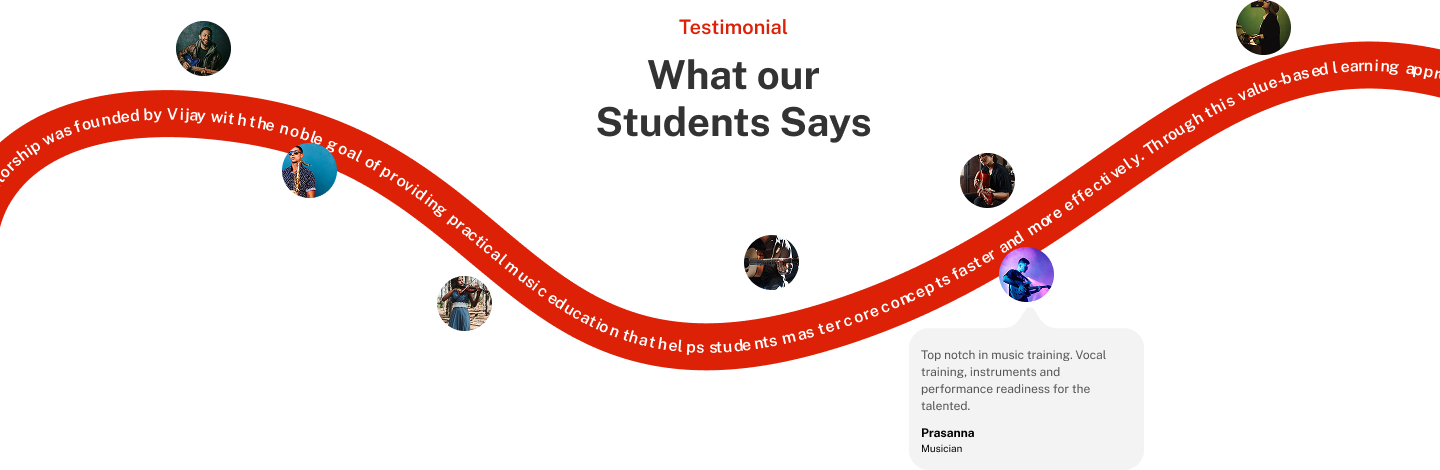 Testimonial
What our
Students Says
was founded by Vijay with the noble goal of providing practical music education that helps students master core concepts faster and more effectively. Through this value-based learning
Top notch in music training. Vocal
training, instruments and
performance readiness for the
talented.
Prasanna
Musician